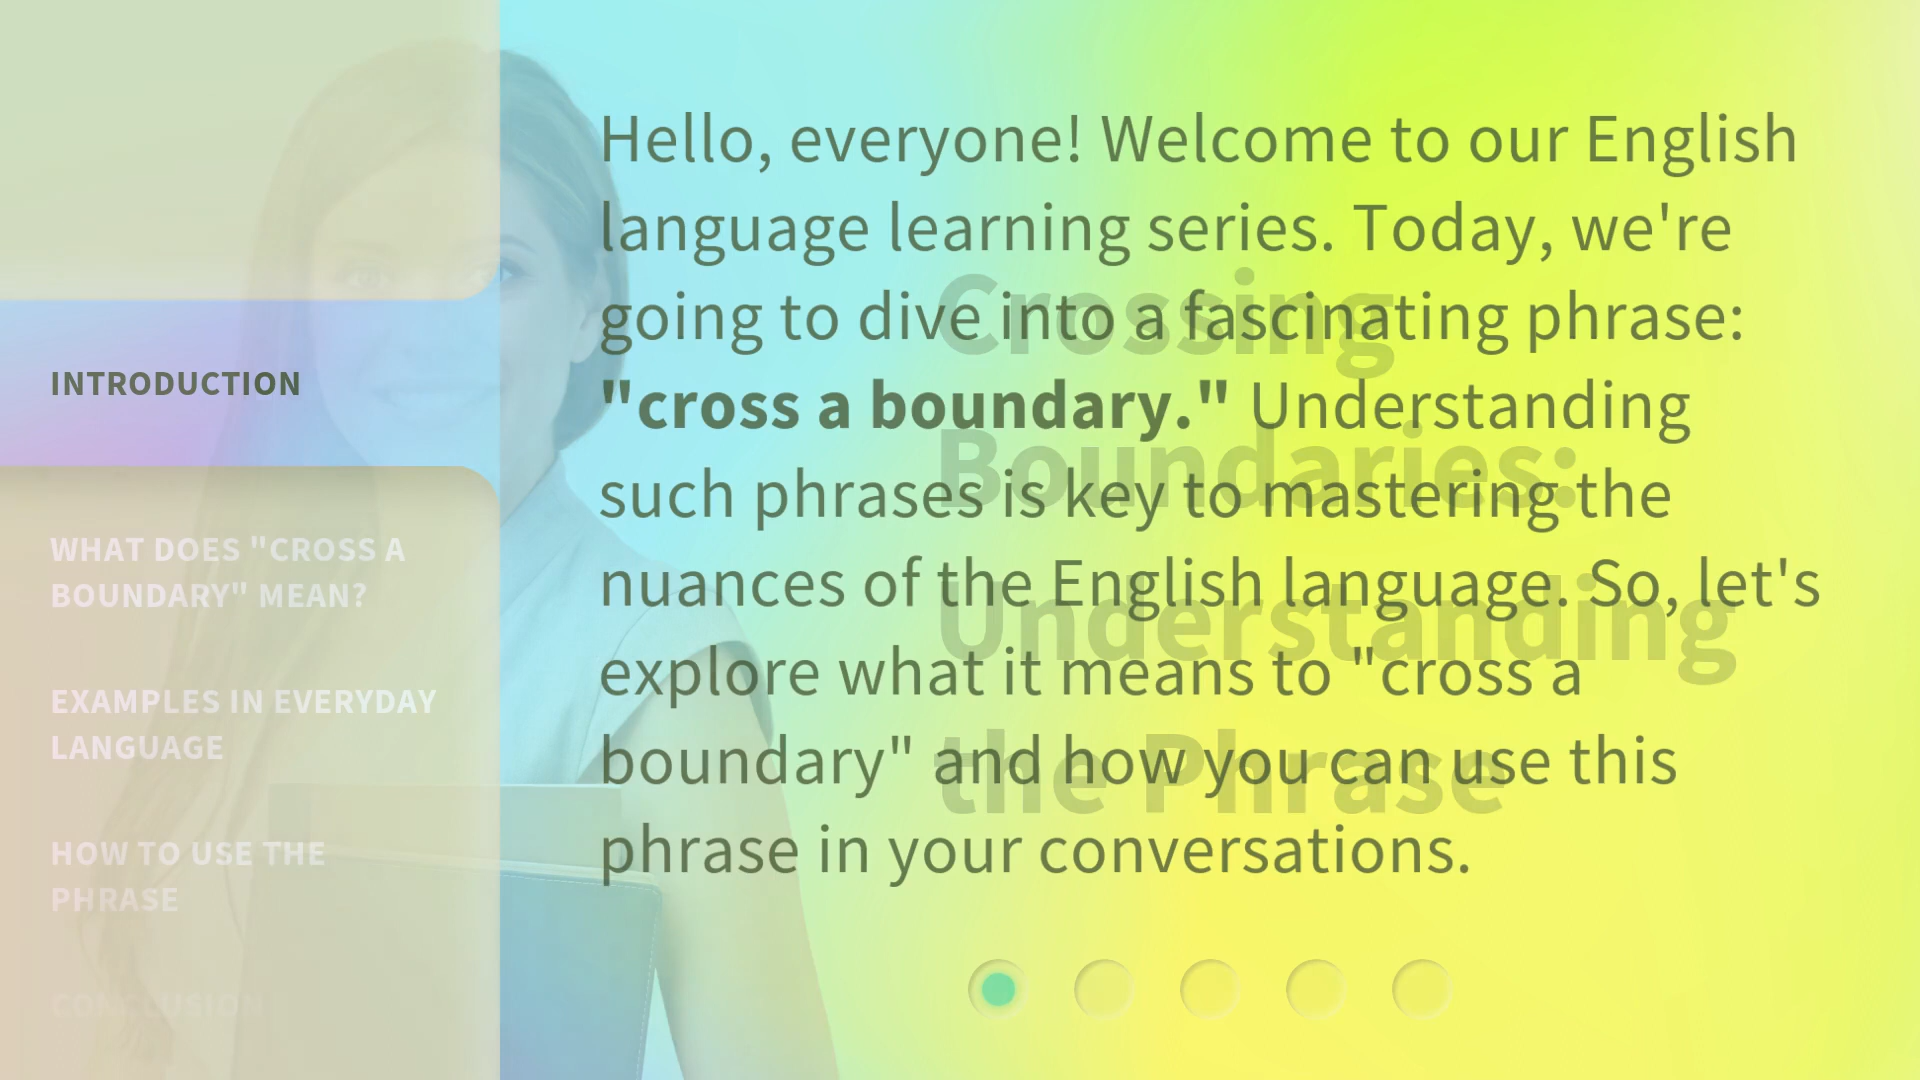 INTRODUCTION
WHAT DOES "CROSS A
BOUNDARY" MEAN?
EXAMPLES IN EVERYDAY
LANGUAGE
HOW TO USE THE
PHRASE
CONCLUSION
Hello, everyone! Welcome to our English
language learning series. Today, we're
going to dive into a fascinating phrase:
"cross a boundary." Understanding
such phrases is key to mastering the
nuances of the English language. So, let's
explore what it means to "cross a
boundary" and how you can use this
phrase in your conversations.
Crossing
Boundaries:
Understanding
the Phrase